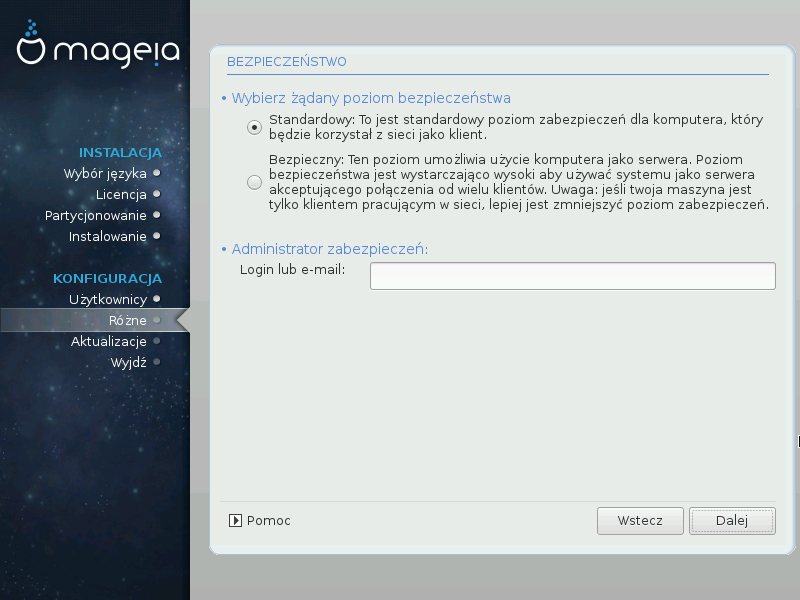 mageia
INSTALACJA
Wybór języka
Licencja
Partycjonowanie
Instalowanie
KONFIGURACJA
Użytkownicy
Różne
Aktualizacje
Wyjdź
BEZPIECZEŃSTWO
Wybierz żądany poziom bezpieczeństwa
Standardowy: To jest standardowy poziom zabezpieczeń dla komputera, który
będzie korzystał z sieci jako klient.
Bezpieczny: Ten poziom umożliwia użycie komputera jako serwera. Poziom
bezpieczeństwa jest wystarczająco wysoki aby używać systemu jako serwera
akceptującego połączenia od wielu klientów. Uwaga: jeśli twoja maszyna jest
tylko klientem pracującym w sieci, lepiej jest zmniejszyć poziom zabezpieczeń.
Administrator zabezpieczeń:
Login lub e-mail:
Pomoc
Wstecz
Dalej